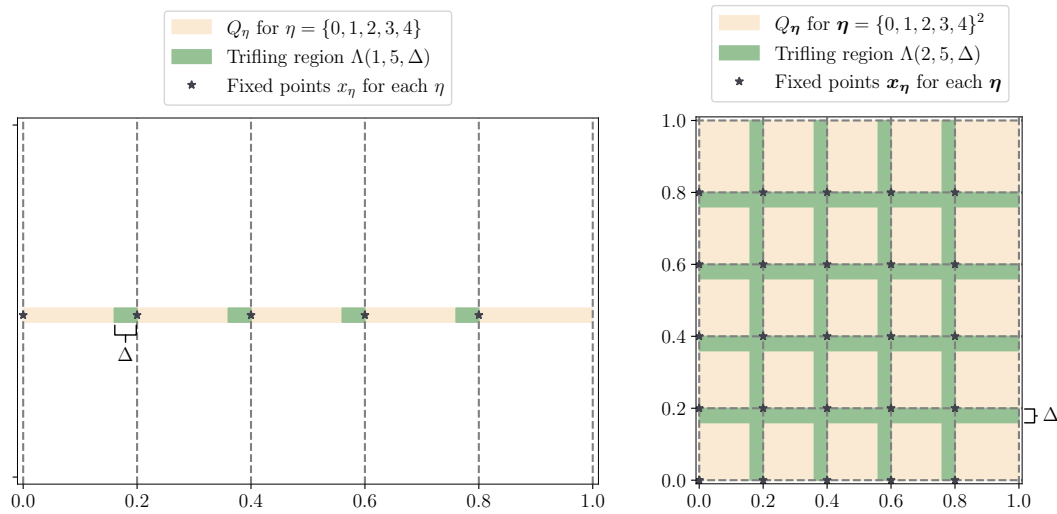 Q_η for η = {0, 1, 2, 3, 4}
Trifling region Λ(1, 5, Δ)
Fixed points x_η for each η
Δ
0.0 0.2 0.4 0.6 0.8 1.0
Q_η for η = {0, 1, 2, 3, 4}²
Trifling region Λ(2, 5, Δ)
Fixed points x_η for each η
1.0
0.8
0.6
0.4
0.2
0.0
Δ
0.0 0.2 0.4 0.6 0.8 1.0